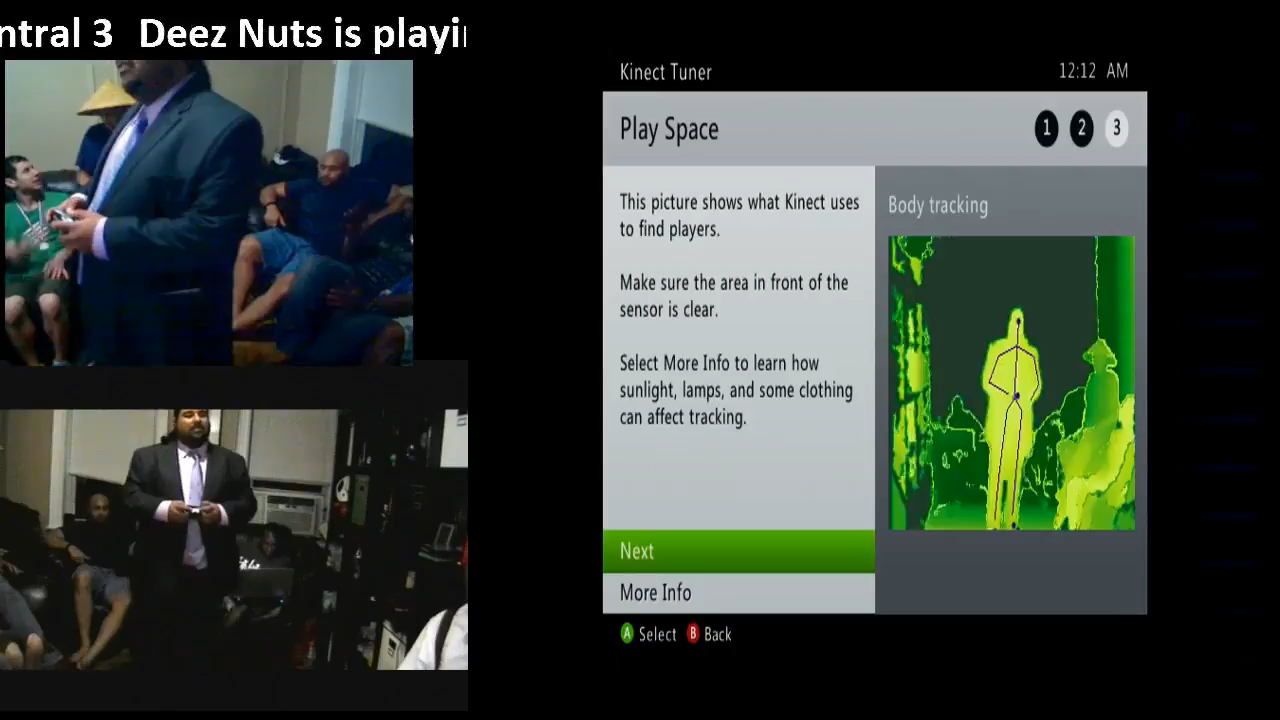 ntral 3 Deez Nuts is playi
Kinect Tuner
12:12 AM
Play Space
1 2 3
This picture shows what Kinect uses
to find players.
Make sure the area in front of the
sensor is clear.
Select More Info to learn how
sunlight, lamps, and some clothing
can affect tracking.
Body tracking
Next
More Info
A Select B Back